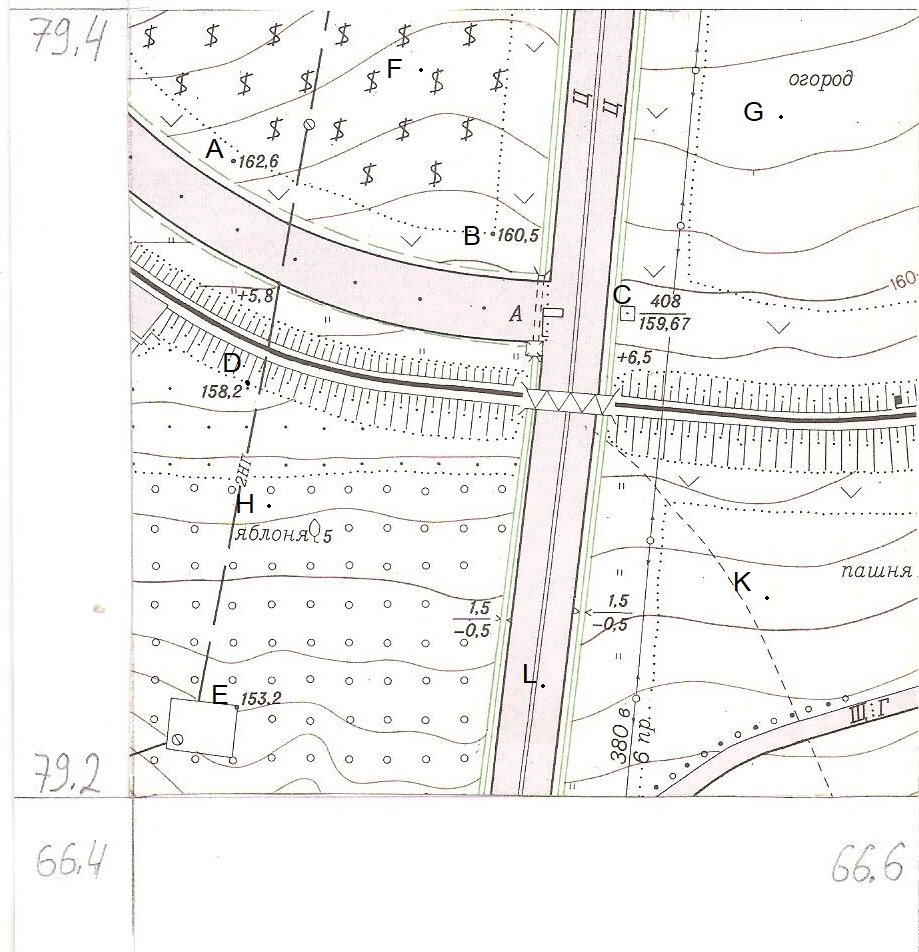 79.4
F
огород
Ц Ц
G
A
162,6
B
160,5
160
+5,8
C
408
159,67
А
D
+6,5
158,2
2НГ
H
яблоня 5
K
пашня
1,5
-0,5
1,5
-0,5
L
E
153,2
380 в
6 пр.
Щ.Г
79.2
66.4
66.6